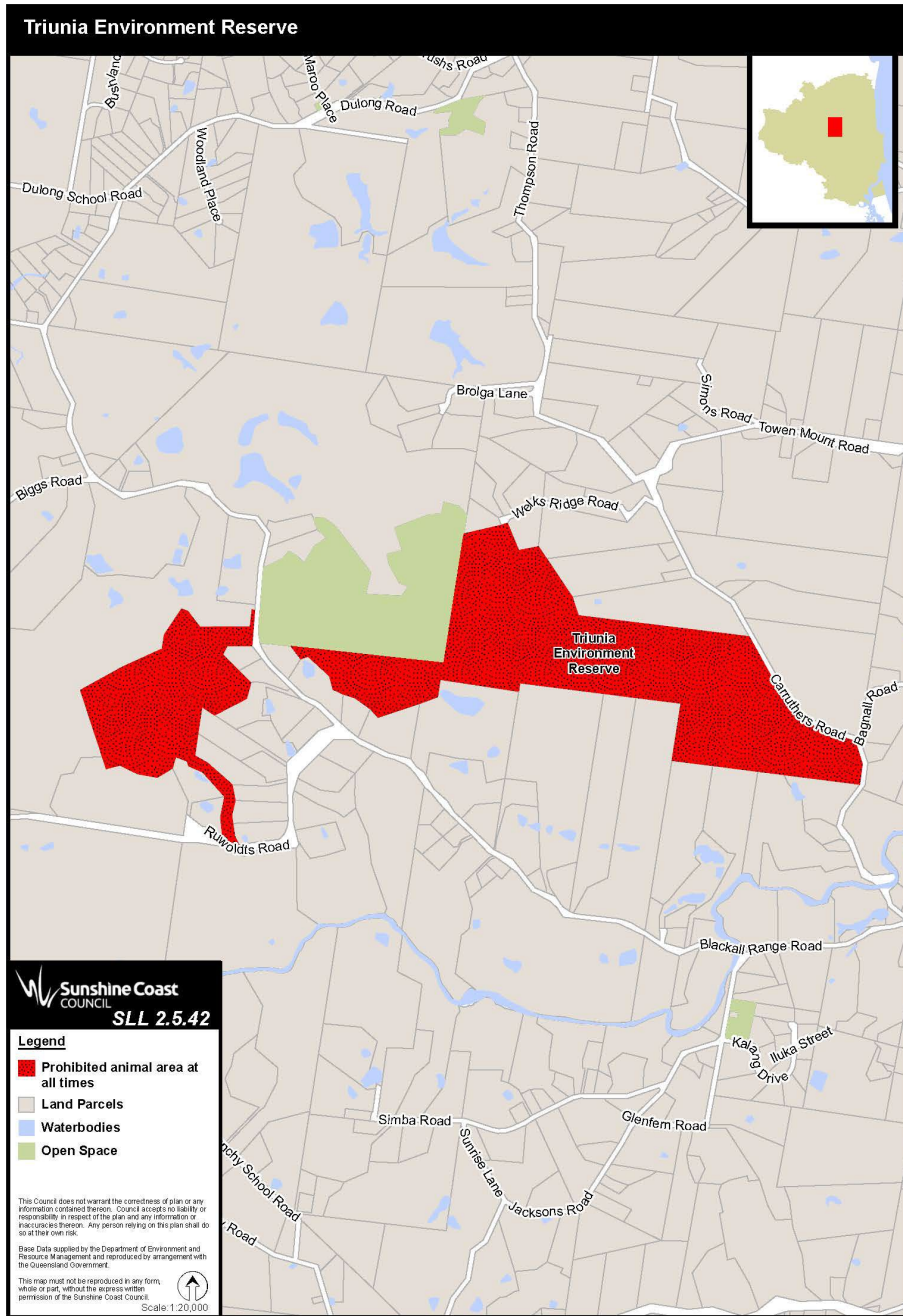 Triunia Environment Reserve
Bushland
Maroo Place
Dulong Road
Woodland Place
Dulong School Road
Thompson Road
Brolga Lane
Simons Road
Towen Mount Road
Biggs Road
Welks Ridge Road
Triunia
Environment
Reserve
Carruthers Road
Bagnall Road
Ruwoldts Road
Blackall Range Road
Kalang Drive
Iluka Street
Glenfern Road
Simba Road
Sunrise Lane
Jacksons Road
School Road
Road
Sunshine Coast
COUNCIL
SLL 2.5.42
Legend
Prohibited animal area at
all times
Land Parcels
Waterbodies
Open Space
This Council does not warrant the correctness of plan or any
information contained thereon. Council accepts no liability or
responsibility in respect of the plan and any information or
inaccuracies thereon. Any person relying on this plan shall do
so at their own risk.
Base Data supplied by the Department of Environment and
Resource Management and reproduced by arrangement with
the Queensland Government.
This map must not be reproduced in any form,
whole or part, without the express written
permission of the Sunshine Coast Council.
Scale:1:20,000